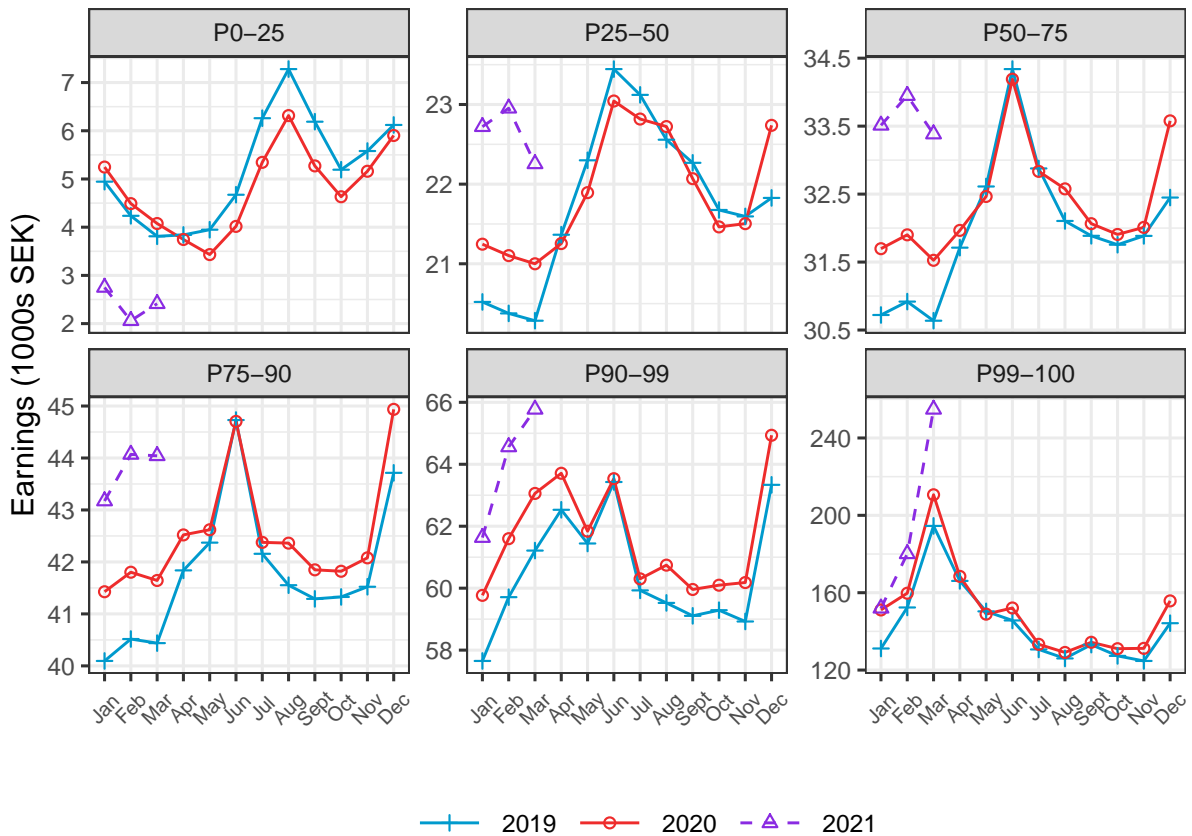 P0−25
P25−50
P50−75
7
6
5
4
3
2
23
22
21
34.5
33.5
32.5
31.5
30.5
Earnings (1000s SEK)
P75−90
P90−99
P99−100
45
44
43
42
41
40
66
64
62
60
58
240
200
160
120
Jan Feb Mar Apr May Jun Jul Aug Sept Oct Nov Dec
Jan Feb Mar Apr May Jun Jul Aug Sept Oct Nov Dec
Jan Feb Mar Apr May Jun Jul Aug Sept Oct Nov Dec
2019 2020 2021